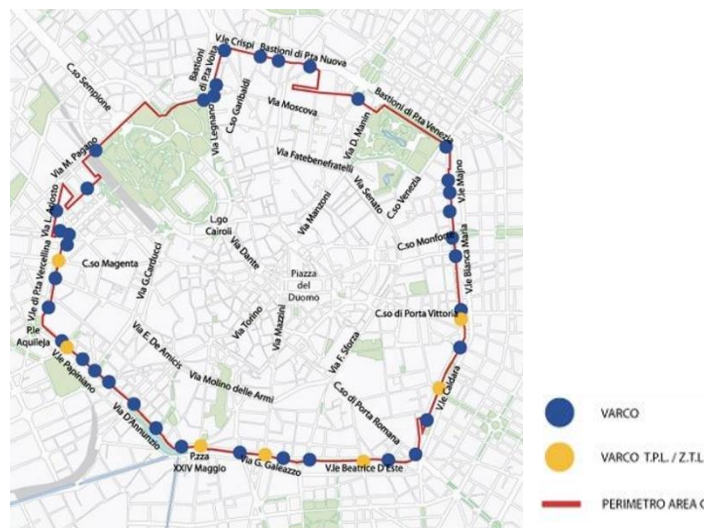 V.le Crispi
Bastioni di P.ta Nuova
Bastioni
di P.ta Volta
C.so Sempione
C.so Garibaldi
Via Legnano
Via Moscova
Bastioni di P.ta Venezia
Via D. Manin
Via M. Pagano
Via Fatebenefratelli
Via Senato
C.so Venezia
V.le Majno
Via L. Ariosto
L.go
Cairoli
Via Manzoni
C.so Monforte
V.le Bianca Maria
V.le di P.ta Vercellina
C.so Magenta
Via G.Carducci
Via Dante
Piazza
del
Duomo
C.so di Porta Vittoria
P.le
Aquileja
Via Torino
Via Mazzini
V.le Papiniano
Via E. De Amicis
Via F. Sforza
Via Molino delle Armi
V.le Caldara
C.so di Porta Romana
Via D'Annunzio
P.zza
XXIV Maggio
Via G. Galeazzo
V.le Beatrice D'Este
VARCO
VARCO T.P.L. / Z.T.L
PERIMETRO AREA